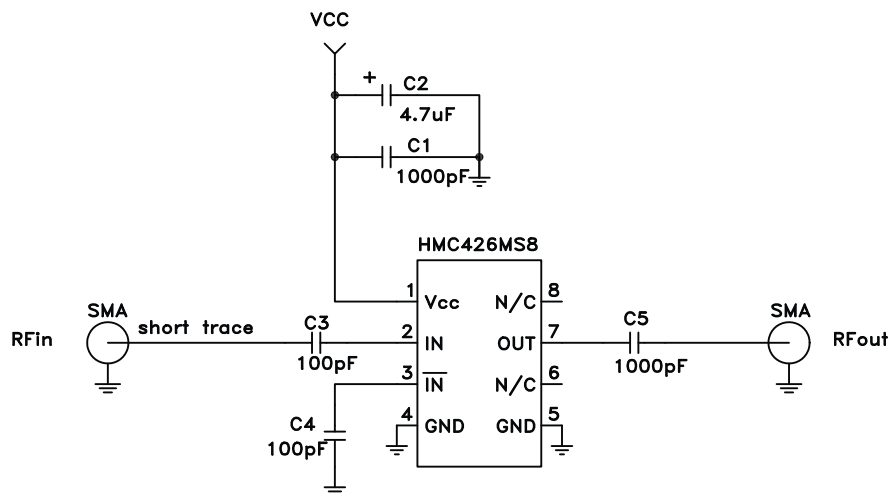 VCC
+
C2
4.7uF
C1
1000pF
HMC426MS8
1
Vcc
N/C
8
SMA
RFin
short trace
C3
100pF
2
IN
OUT
7
C5
1000pF
SMA
RFout
3
IN
N/C
6
C4
100pF
4
GND
GND
5